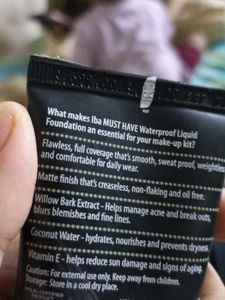 What makes Iba MUST HAVE Waterproof Liquid
Foundation an essential for your make-up kit?
Flawless, full coverage that's smooth, sweat proof, weightless
and comfortable for daily wear.
Matte finish that's creaseless, non-flaking and oil free.
Willow Bark Extract - Helps manage acne and break outs,
blurs blemishes and fine lines.
Coconut Water - hydrates, nourishes and prevents dryness.
Vitamin E - helps reduce sun damage and signs of aging.
Caution: For external use only. Keep away from children.
Storage: Store in a cool dry place.